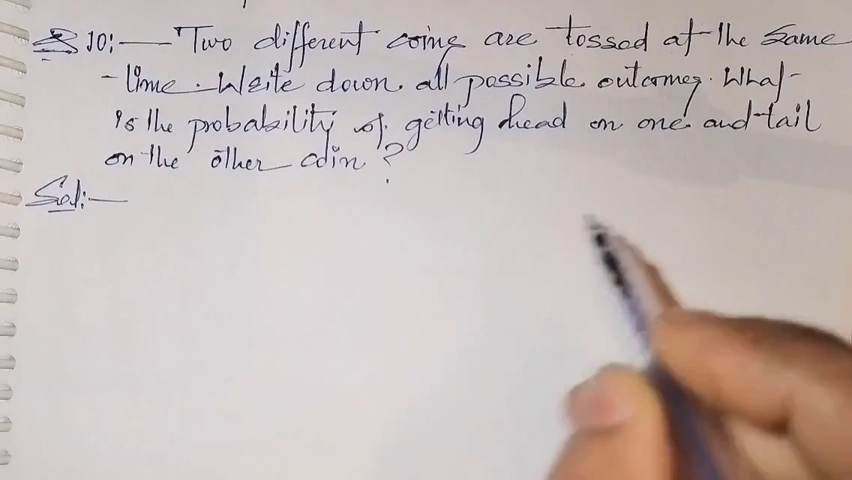 10:— Two different coins are tossed at the same
time. Write down all possible outcomes. What
is the probability of getting head on one and tail
on the other coin?
Sol:—